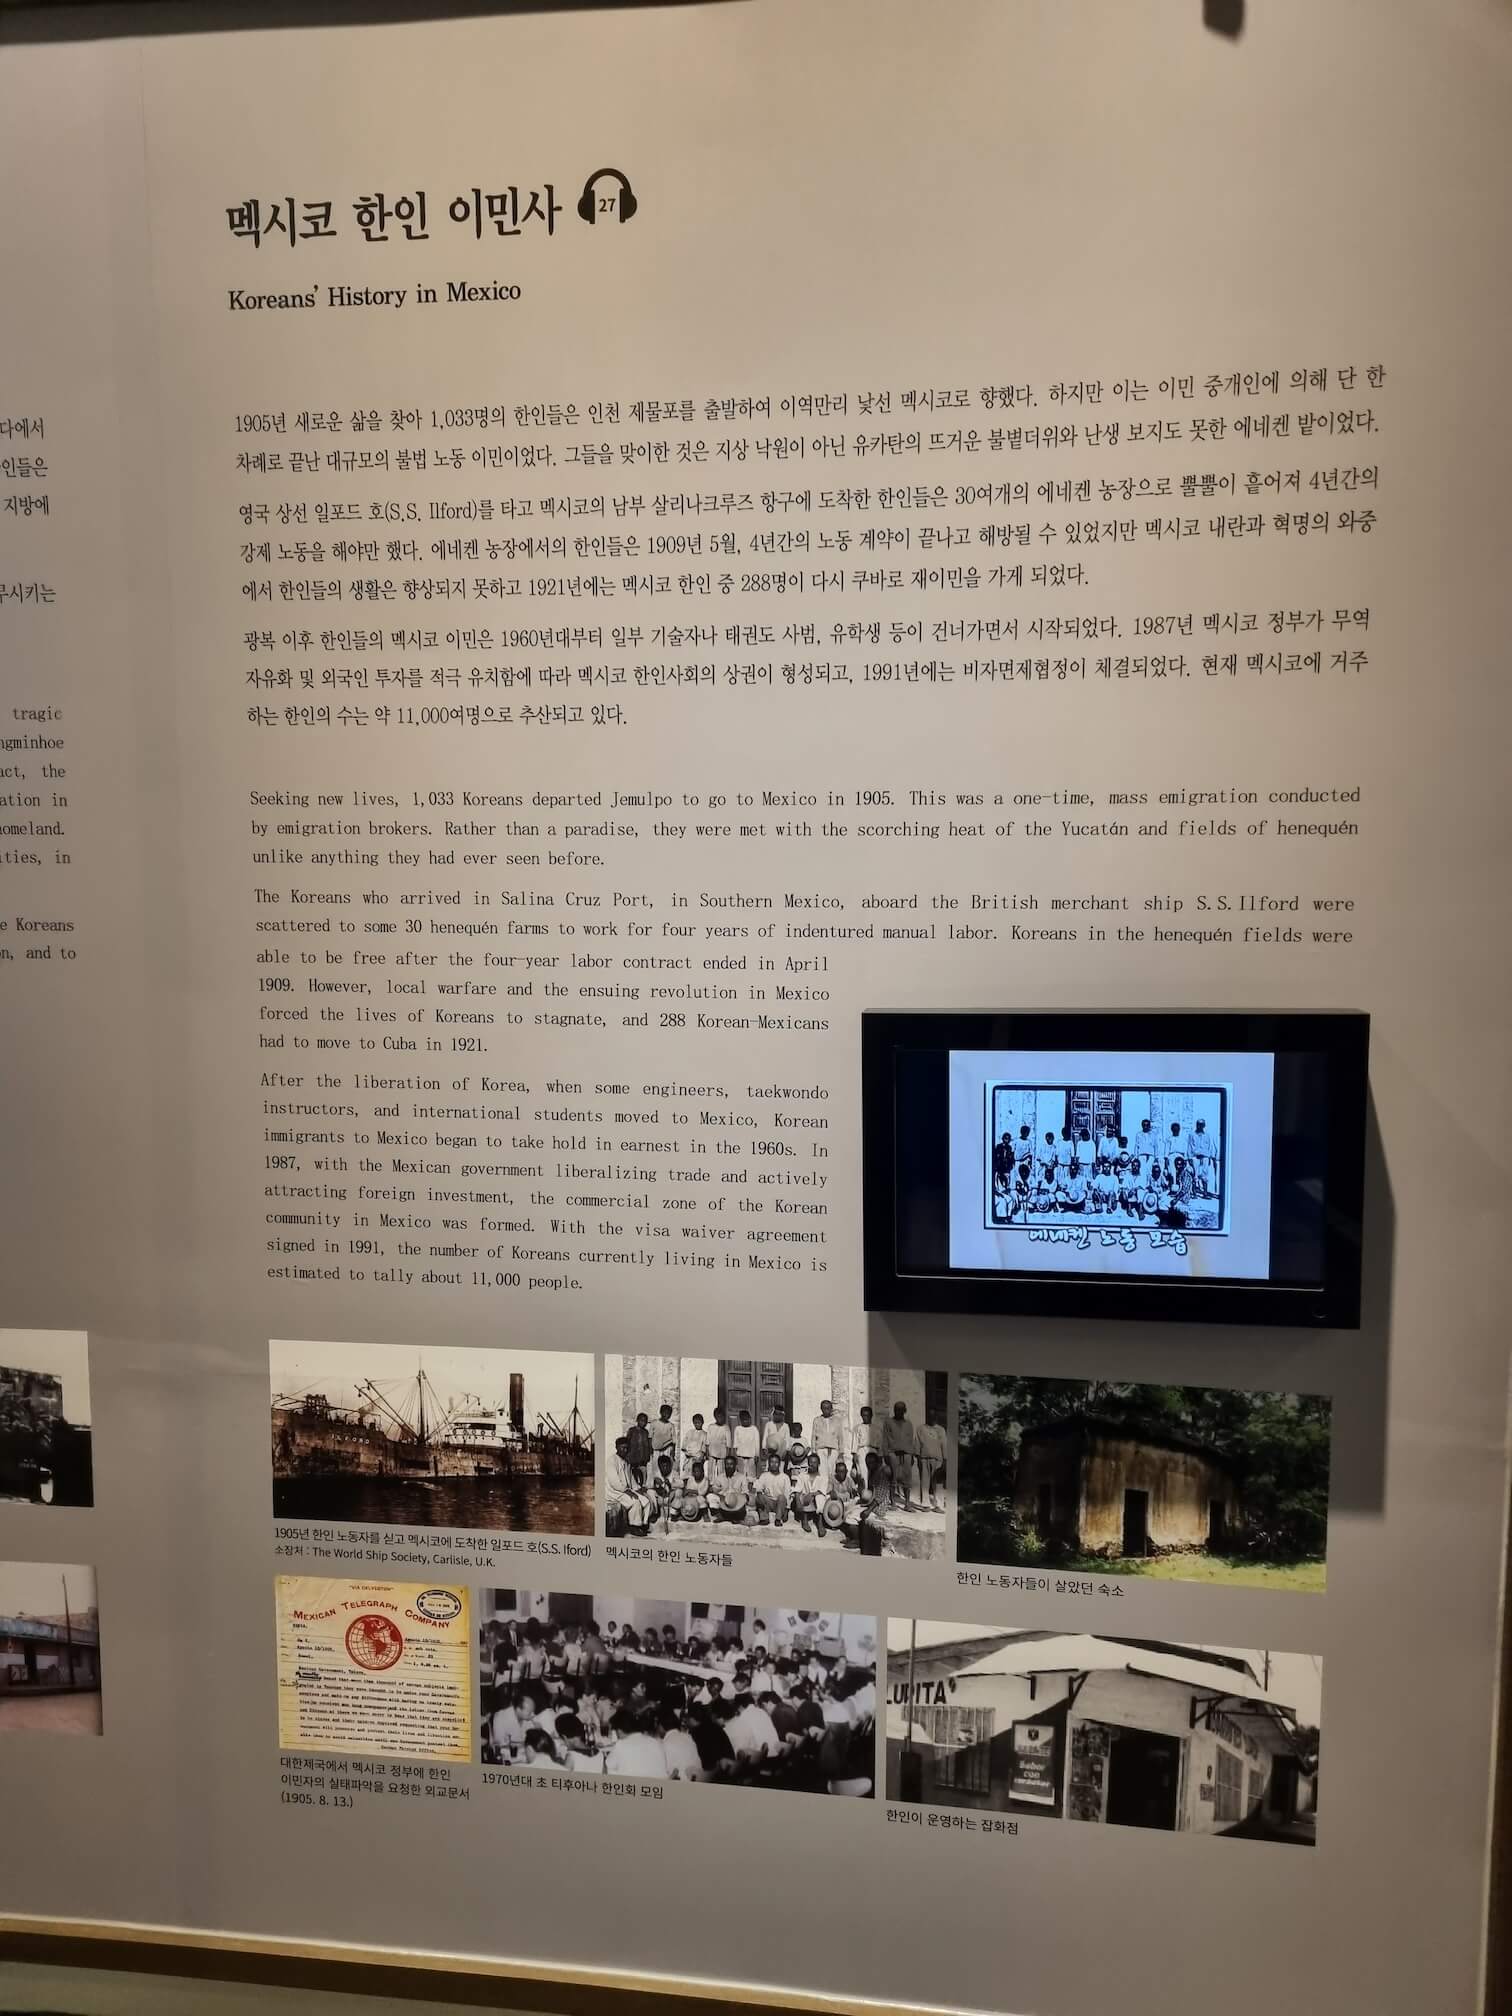 멕시코 한인 이민사
27
Koreans’ History in Mexico
1905년 새로운 삶을 찾아 1,033명의 한인들은 인천 제물포를 출발하여 이역만리 낯선 멕시코로 향했다. 하지만 이는 이민 중개인에 의해 단 한
차례로 끝난 대규모의 불법 노동 이민이었다. 그들을 맞이한 것은 지상 낙원이 아닌 유카탄의 뜨거운 불볕더위와 난생 보지도 못한 에네켄 밭이었다.
영국 상선 일포드 호(S.S. Ilford)를 타고 멕시코의 남부 살리나크루즈 항구에 도착한 한인들은 30여개의 에네켄 농장으로 뿔뿔이 흩어져 4년간의
강제 노동을 해야만 했다. 에네켄 농장에서의 한인들은 1909년 5월, 4년간의 노동 계약이 끝나고 해방될 수 있었지만 멕시코 내란과 혁명의 와중
에서 한인들의 생활은 향상되지 못하고 1921년에는 멕시코 한인 중 288명이 다시 쿠바로 재이민을 가게 되었다.
광복 이후 한인들의 멕시코 이민은 1960년대부터 일부 기술자나 태권도 사범, 유학생 등이 건너가면서 시작되었다. 1987년 멕시코 정부가 무역
자유화 및 외국인 투자를 적극 유치함에 따라 멕시코 한인사회의 상권이 형성되고, 1991년에는 비자면제협정이 체결되었다. 현재 멕시코에 거주
하는 한인의 수는 약 11,000여명으로 추산되고 있다.
Seeking new lives, 1,033 Koreans departed Jemulpo to go to Mexico in 1905. This was a one-time, mass emigration conducted
by emigration brokers. Rather than a paradise, they were met with the scorching heat of the Yucatán and fields of henequén
unlike anything they had ever seen before.
The Koreans who arrived in Salina Cruz Port, in Southern Mexico, aboard the British merchant ship S.S.Ilford were
scattered to some 30 henequén farms to work for four years of indentured manual labor. Koreans in the henequén fields were
able to be free after the four-year labor contract ended in April
1909. However, local warfare and the ensuing revolution in Mexico
forced the lives of Koreans to stagnate, and 288 Korean-Mexicans
had to move to Cuba in 1921.
After the liberation of Korea, when some engineers, taekwondo
instructors, and international students moved to Mexico, Korean
immigrants to Mexico began to take hold in earnest in the 1960s. In
1987, with the Mexican government liberalizing trade and actively
attracting foreign investment, the commercial zone of the Korean
community in Mexico was formed. With the visa waiver agreement
signed in 1991, the number of Koreans currently living in Mexico is
estimated to tally about 11,000 people.
에네켄 노동 모습
ILFORD
1905년 한인 노동자를 싣고 멕시코에 도착한 일포드 호(S.S. Iford)
소장처 : The World Ship Society, Carlisle, U.K.
멕시코의 한인 노동자들
한인 노동자들이 살았던 숙소
MEXICAN TELEGRAPH COMPANY
대한제국에서 멕시코 정부에 한인
이민자의 실태파악을 요청한 외교문서
(1905. 8. 13.)
1970년대 초 티후아나 한인회 모임
LUPITA
한인이 운영하는 잡화점
다에서
인들은
지방에
무시키는
tragic
ngminhoe
act, the
ation in
homeland.
ities, in
e Koreans
n, and to